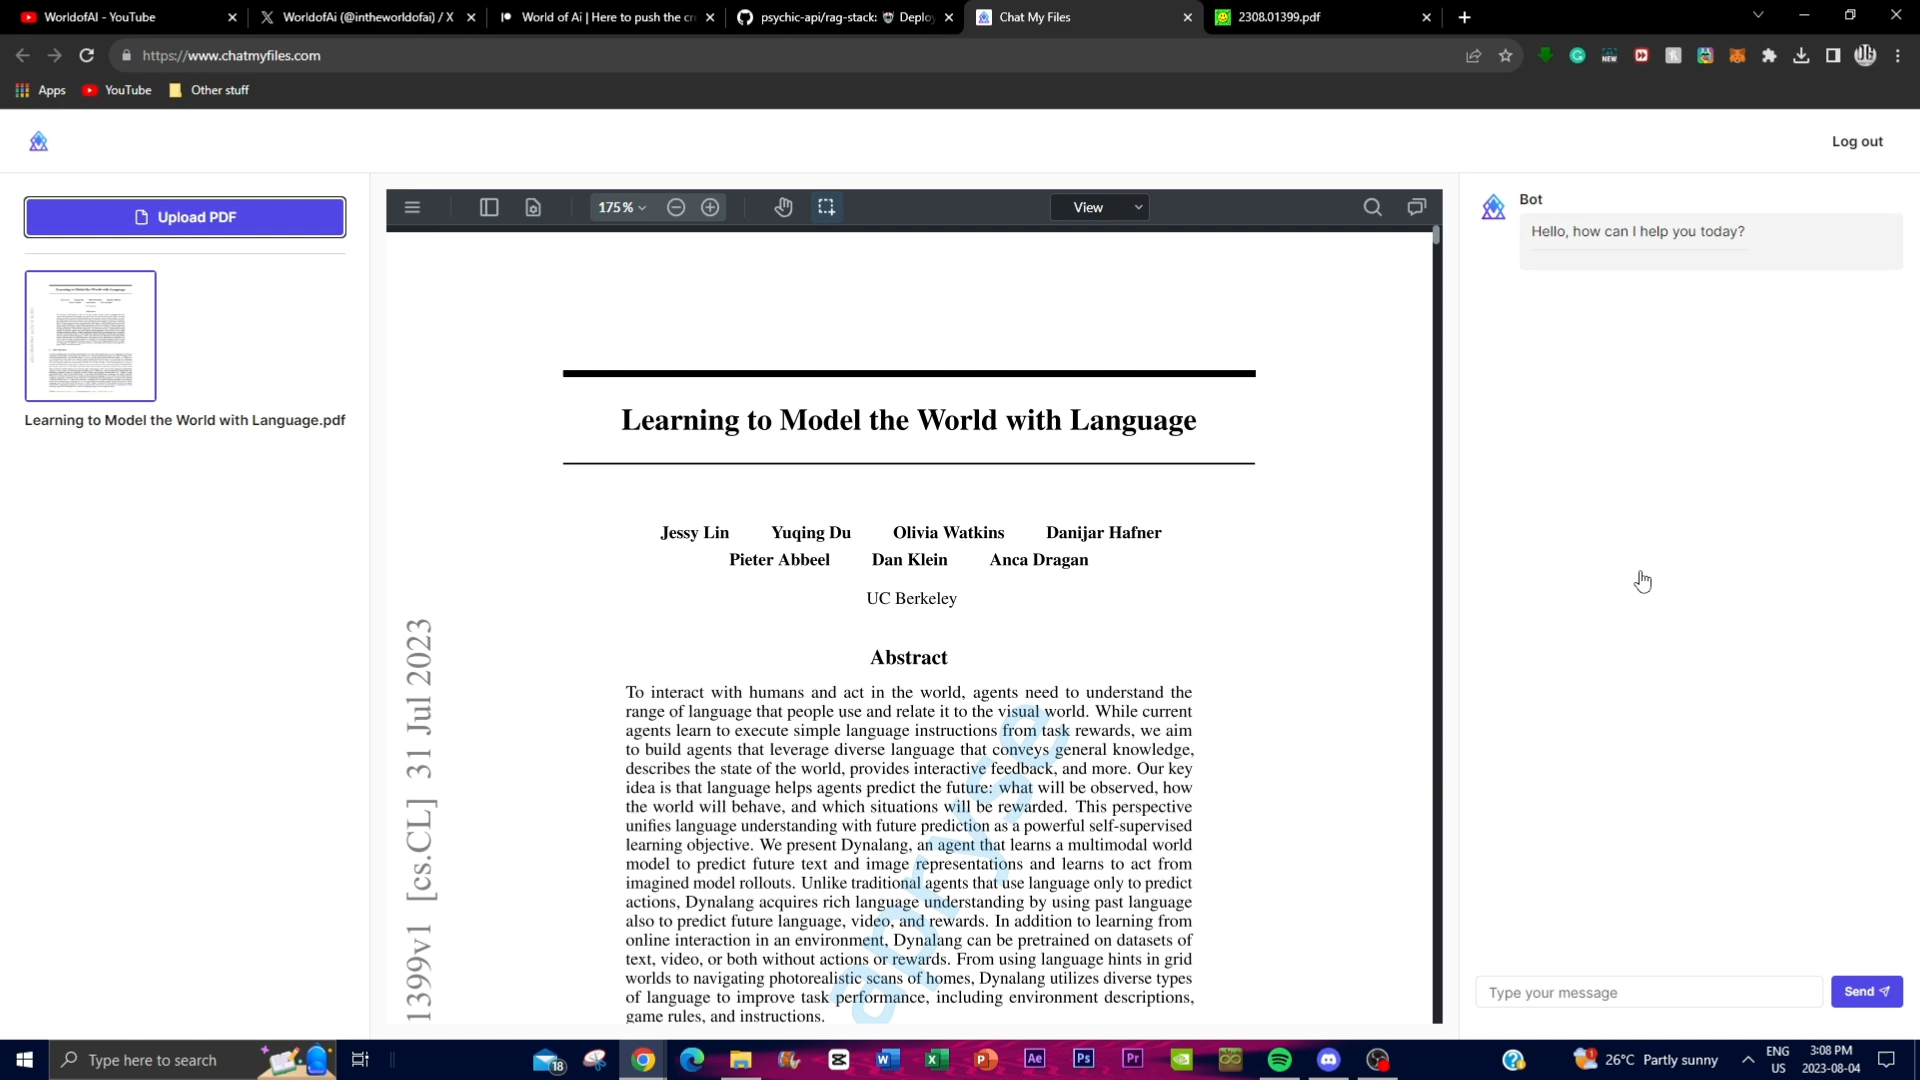 WorldofAI - YouTube
WorldofAi (@intheworldofai) / X
World of Ai | Here to push the cr
psychic-api/rag-stack: Deploy
Chat My Files
2308.01399.pdf
https://www.chatmyfiles.com
NEW
Apps
YouTube
Other stuff
Log out
Upload PDF
Learning to Model the World with Language.pdf
175%
View
Learning to Model the World with Language
Jessy Lin Yuqing Du Olivia Watkins Danijar Hafner
Pieter Abbeel Dan Klein Anca Dragan
UC Berkeley
Abstract
To interact with humans and act in the world, agents need to understand the
range of language that people use and relate it to the visual world. While current
agents learn to execute simple language instructions from task rewards, we aim
to build agents that leverage diverse language that conveys general knowledge,
describes the state of the world, provides interactive feedback, and more. Our key
idea is that language helps agents predict the future: what will be observed, how
the world will behave, and which situations will be rewarded. This perspective
unifies language understanding with future prediction as a powerful self-supervised
learning objective. We present Dynalang, an agent that learns a multimodal world
model to predict future text and image representations and learns to act from
imagined model rollouts. Unlike traditional agents that use language only to predict
actions, Dynalang acquires rich language understanding by using past language
also to predict future language, video, and rewards. In addition to learning from
online interaction in an environment, Dynalang can be pretrained on datasets of
text, video, or both without actions or rewards. From using language hints in grid
worlds to navigating photorealistic scans of homes, Dynalang utilizes diverse types
of language to improve task performance, including environment descriptions,
game rules, and instructions.
1399v1 [cs.CL] 31 Jul 2023
apryse
Bot
Hello, how can I help you today?
Type your message
Send
Type here to search
18
Ae
Ps
Pr
26°C Partly sunny
ENG
US
3:08 PM
2023-08-04